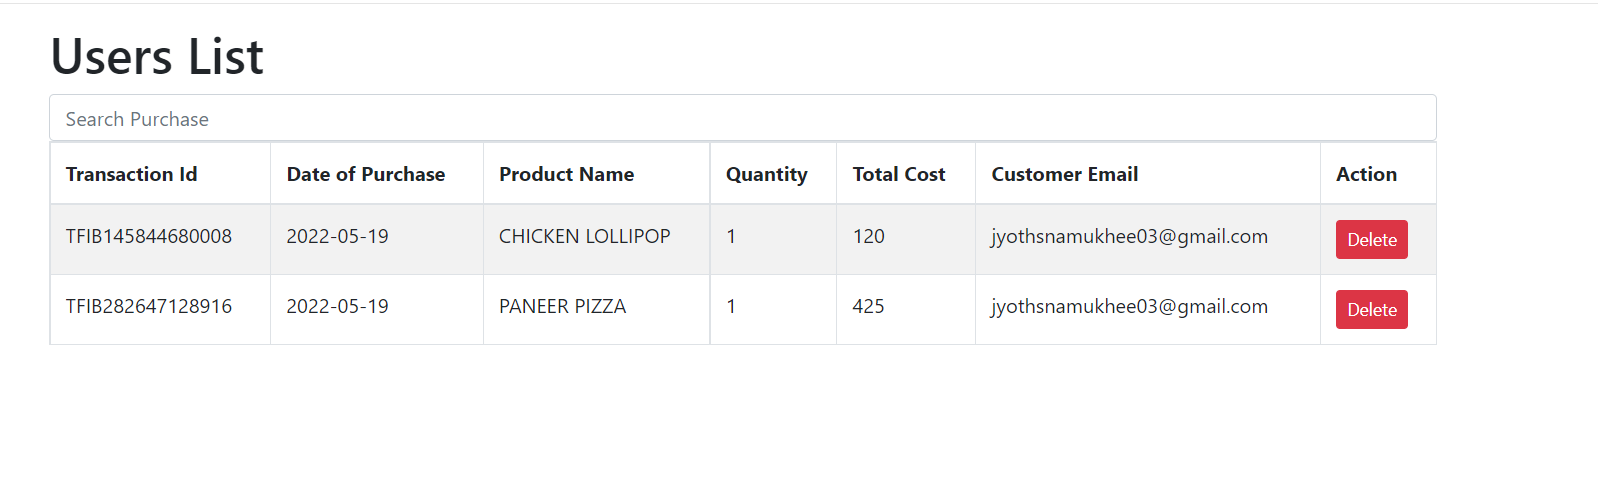 Users List
Search Purchase
Transaction Id Date of Purchase Product Name Quantity Total Cost Customer Email Action
TFIB145844680008 2022-05-19 CHICKEN LOLLIPOP 1 120 jyothsnamukhee03@gmail.com Delete
TFIB282647128916 2022-05-19 PANEER PIZZA 1 425 jyothsnamukhee03@gmail.com Delete